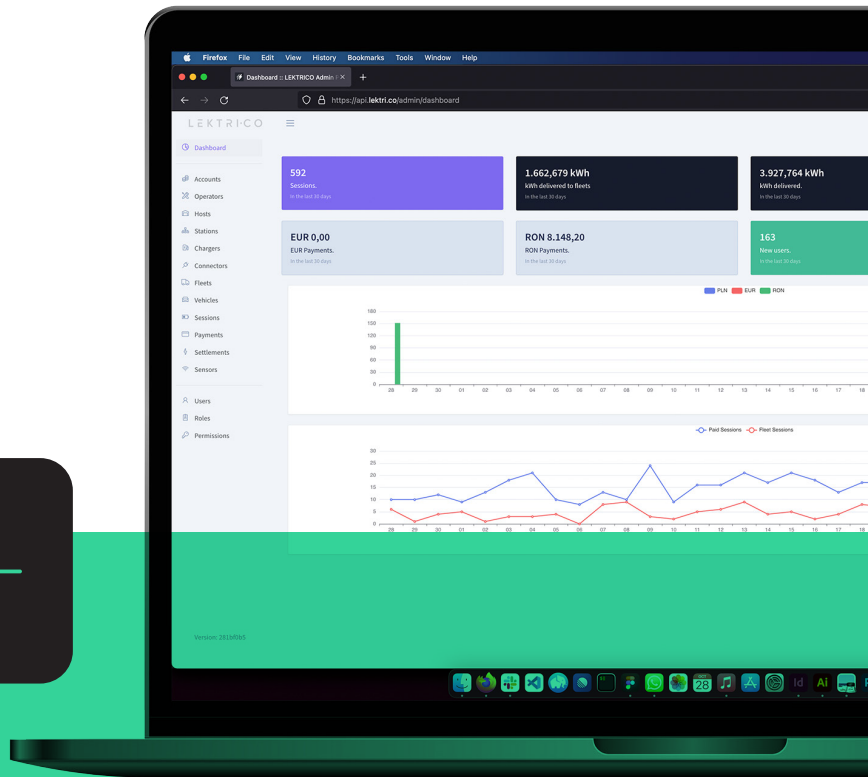 Firefox File Edit View History Bookmarks Tools Window Help
Dashboard :: LEKTRICO Admin
https://api.lektri.co/admin/dashboard
LEKTRI·CO
Dashboard
Accounts
Operators
Hosts
Stations
Chargers
Connectors
Fleets
Vehicles
Sessions
Payments
Settlements
Sensors
Users
Roles
Permissions
Version: 281bf0b5
592
Sessions.
In the last 30 days
1.662,679 kWh
kWh delivered to fleets
In the last 30 days
3.927,764 kWh
kWh delivered.
In the last 30 days
EUR 0,00
EUR Payments.
In the last 30 days
RON 8.148,20
RON Payments.
In the last 30 days
163
New users.
In the last 30 days
PLN EUR RON
180
150
120
90
60
30
0
28 29 30 01 02 03 04 05 06 07 08 09 10 11 12 13 14 15 16 17 18
Paid Sessions Fleet Sessions
30
25
20
15
10
5
0
28 29 30 01 02 03 04 05 06 07 08 09 10 11 12 13 14 15 16 17 18
28
Id
Ai